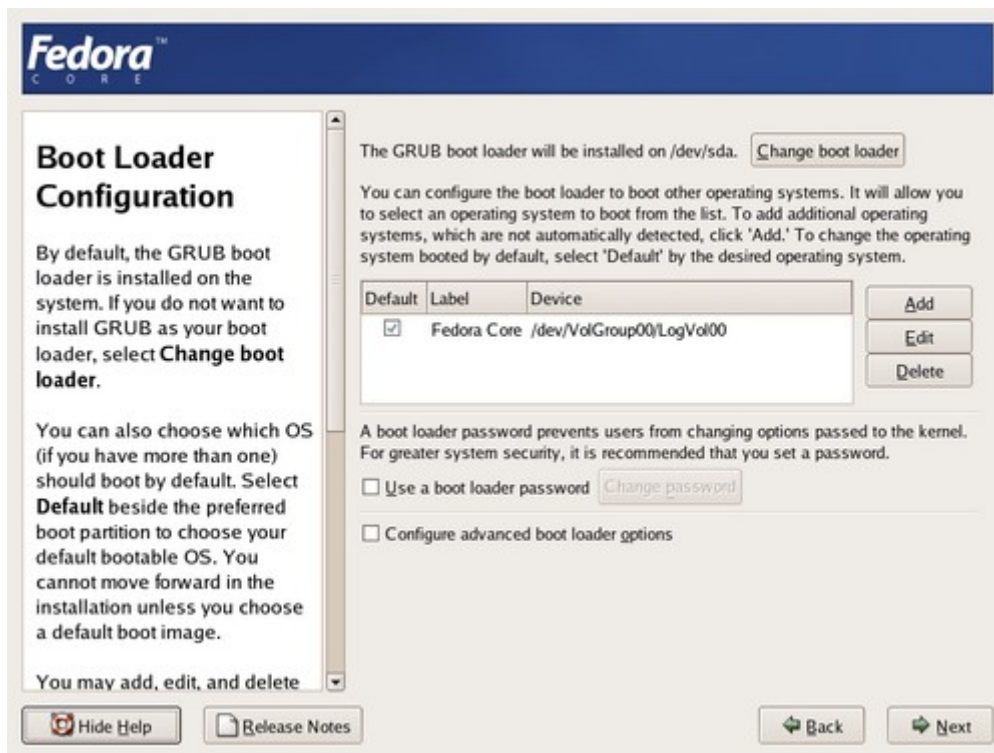 Fedora™
CORE
Boot Loader
Configuration
By default, the GRUB boot
loader is installed on the
system. If you do not want to
install GRUB as your boot
loader, select Change boot
loader.
You can also choose which OS
(if you have more than one)
should boot by default. Select
Default beside the preferred
boot partition to choose your
default bootable OS. You
cannot move forward in the
installation unless you choose
a default boot image.
You may add, edit, and delete
The GRUB boot loader will be installed on /dev/sda.
Change boot loader
You can configure the boot loader to boot other operating systems. It will allow you
to select an operating system to boot from the list. To add additional operating
systems, which are not automatically detected, click 'Add.' To change the operating
system booted by default, select 'Default' by the desired operating system.
Default Label Device
Fedora Core /dev/VolGroup00/LogVol00
Add
Edit
Delete
A boot loader password prevents users from changing options passed to the kernel.
For greater system security, it is recommended that you set a password.
Use a boot loader password Change password
Configure advanced boot loader options
Hide Help
Release Notes
Back
Next